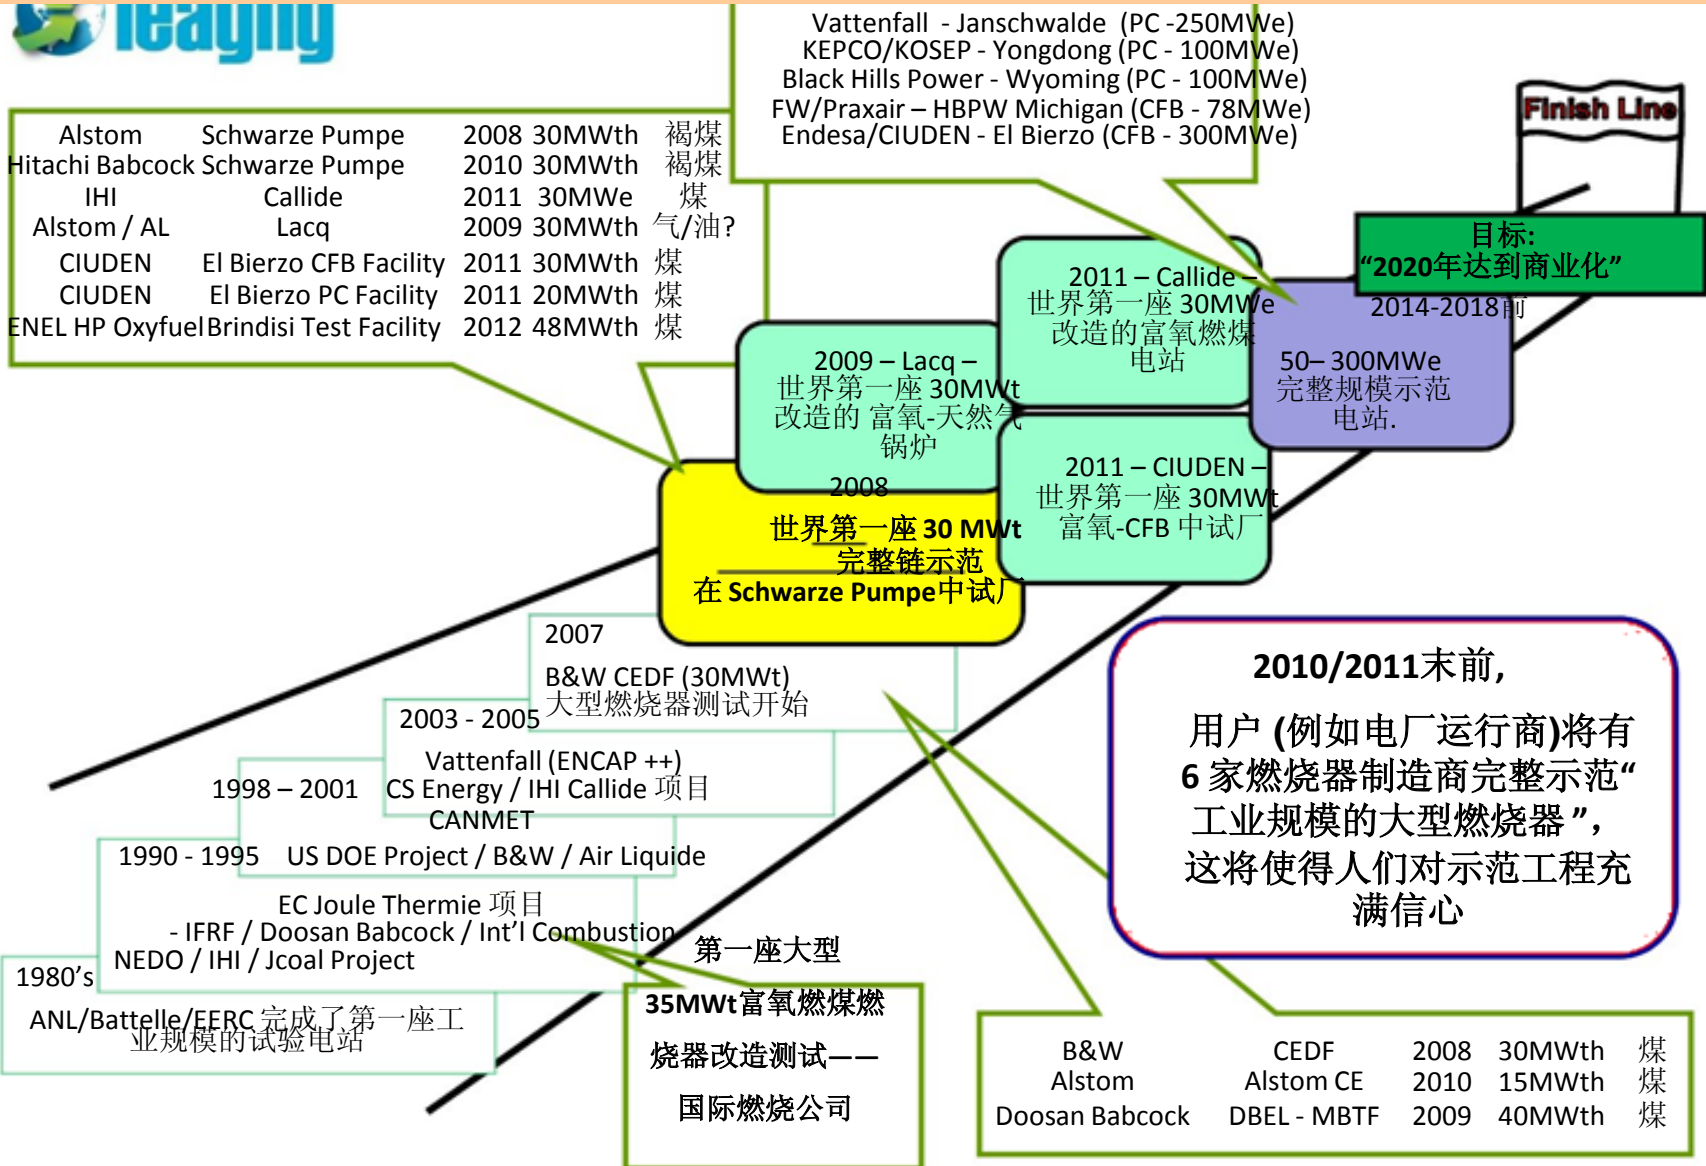 Vattenfall - Janschwalde (PC -250MWe)
KEPCO/KOSEP - Yongdong (PC - 100MWe)
Black Hills Power - Wyoming (PC - 100MWe)
FW/Praxair – HBPW Michigan (CFB - 78MWe)
Endesa/CIUDEN - El Bierzo (CFB - 300MWe)
Finish Line
Alstom Schwarze Pumpe 2008 30MWth 褐煤
Hitachi Babcock Schwarze Pumpe 2010 30MWth 褐煤
IHI Callide 2011 30MWe 煤
Alstom / AL Lacq 2009 30MWth 气/油?
CIUDEN El Bierzo CFB Facility 2011 30MWth 煤
CIUDEN El Bierzo PC Facility 2011 20MWth 煤
ENEL HP Oxyfuel Brindisi Test Facility 2012 48MWth 煤
目标:
“2020年达到商业化”
2014-2018前
50– 300MWe
完整规模示范
电站.
2011 – Callide –
世界第一座 30MWe
改造的富氧燃煤
电站
2009 – Lacq –
世界第一座 30MWt
改造的 富氧-天然气
锅炉
2011 – CIUDEN –
世界第一座 30MWt
富氧-CFB 中试厂
2008
世界第一座 30 MWt
完整链示范
在 Schwarze Pumpe中试厂
2007
B&W CEDF (30MWt)
大型燃烧器测试开始
2003 - 2005
Vattenfall (ENCAP ++)
CS Energy / IHI Callide 项目
1998 – 2001
CANMET
US DOE Project / B&W / Air Liquide
1990 - 1995
EC Joule Thermie 项目
- IFRF / Doosan Babcock / Int’l Combustion
NEDO / IHI / Jcoal Project
1980’s
ANL/Battelle/EERC 完成了第一座工
业规模的试验电站
第一座大型
35MWt富氧燃煤燃
烧器改造测试——
国际燃烧公司
2010/2011末前,
用户 (例如电厂运行商)将有
6 家燃烧器制造商完整示范“
工业规模的大型燃烧器 ”，
这将使得人们对示范工程充
满信心
B&W CEDF 2008 30MWth 煤
Alstom Alstom CE 2010 15MWth 煤
Doosan Babcock DBEL - MBTF 2009 40MWth 煤